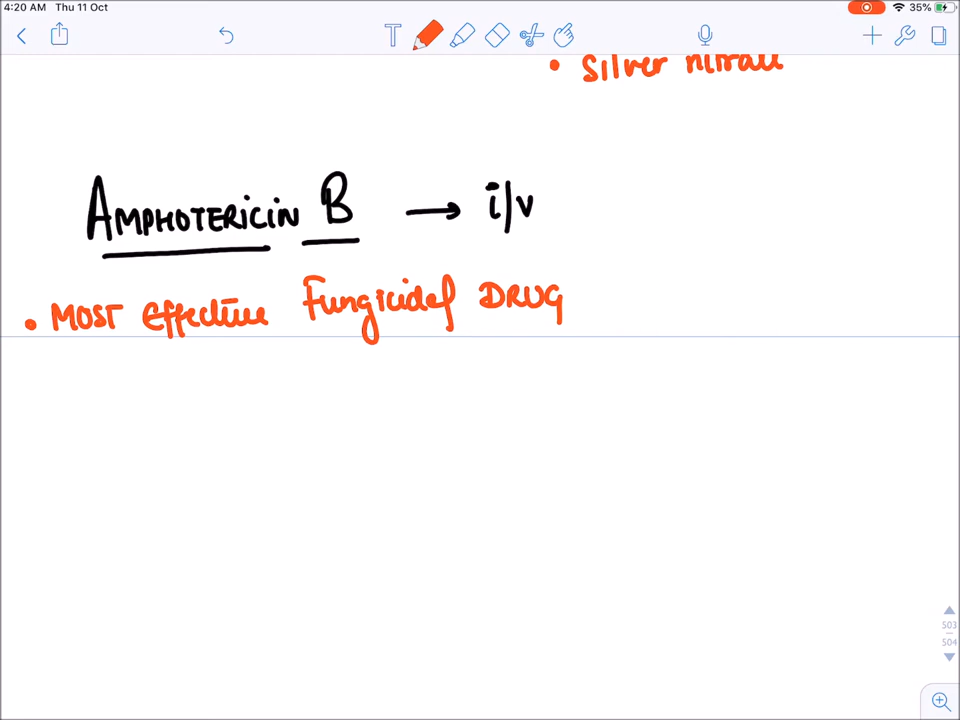 4:20 AM Thu 11 Oct 35%
T
• Silver nitrate
AMPHOTERICIN B → i/v
• MOST effective Fungicidal DRUG
503
504